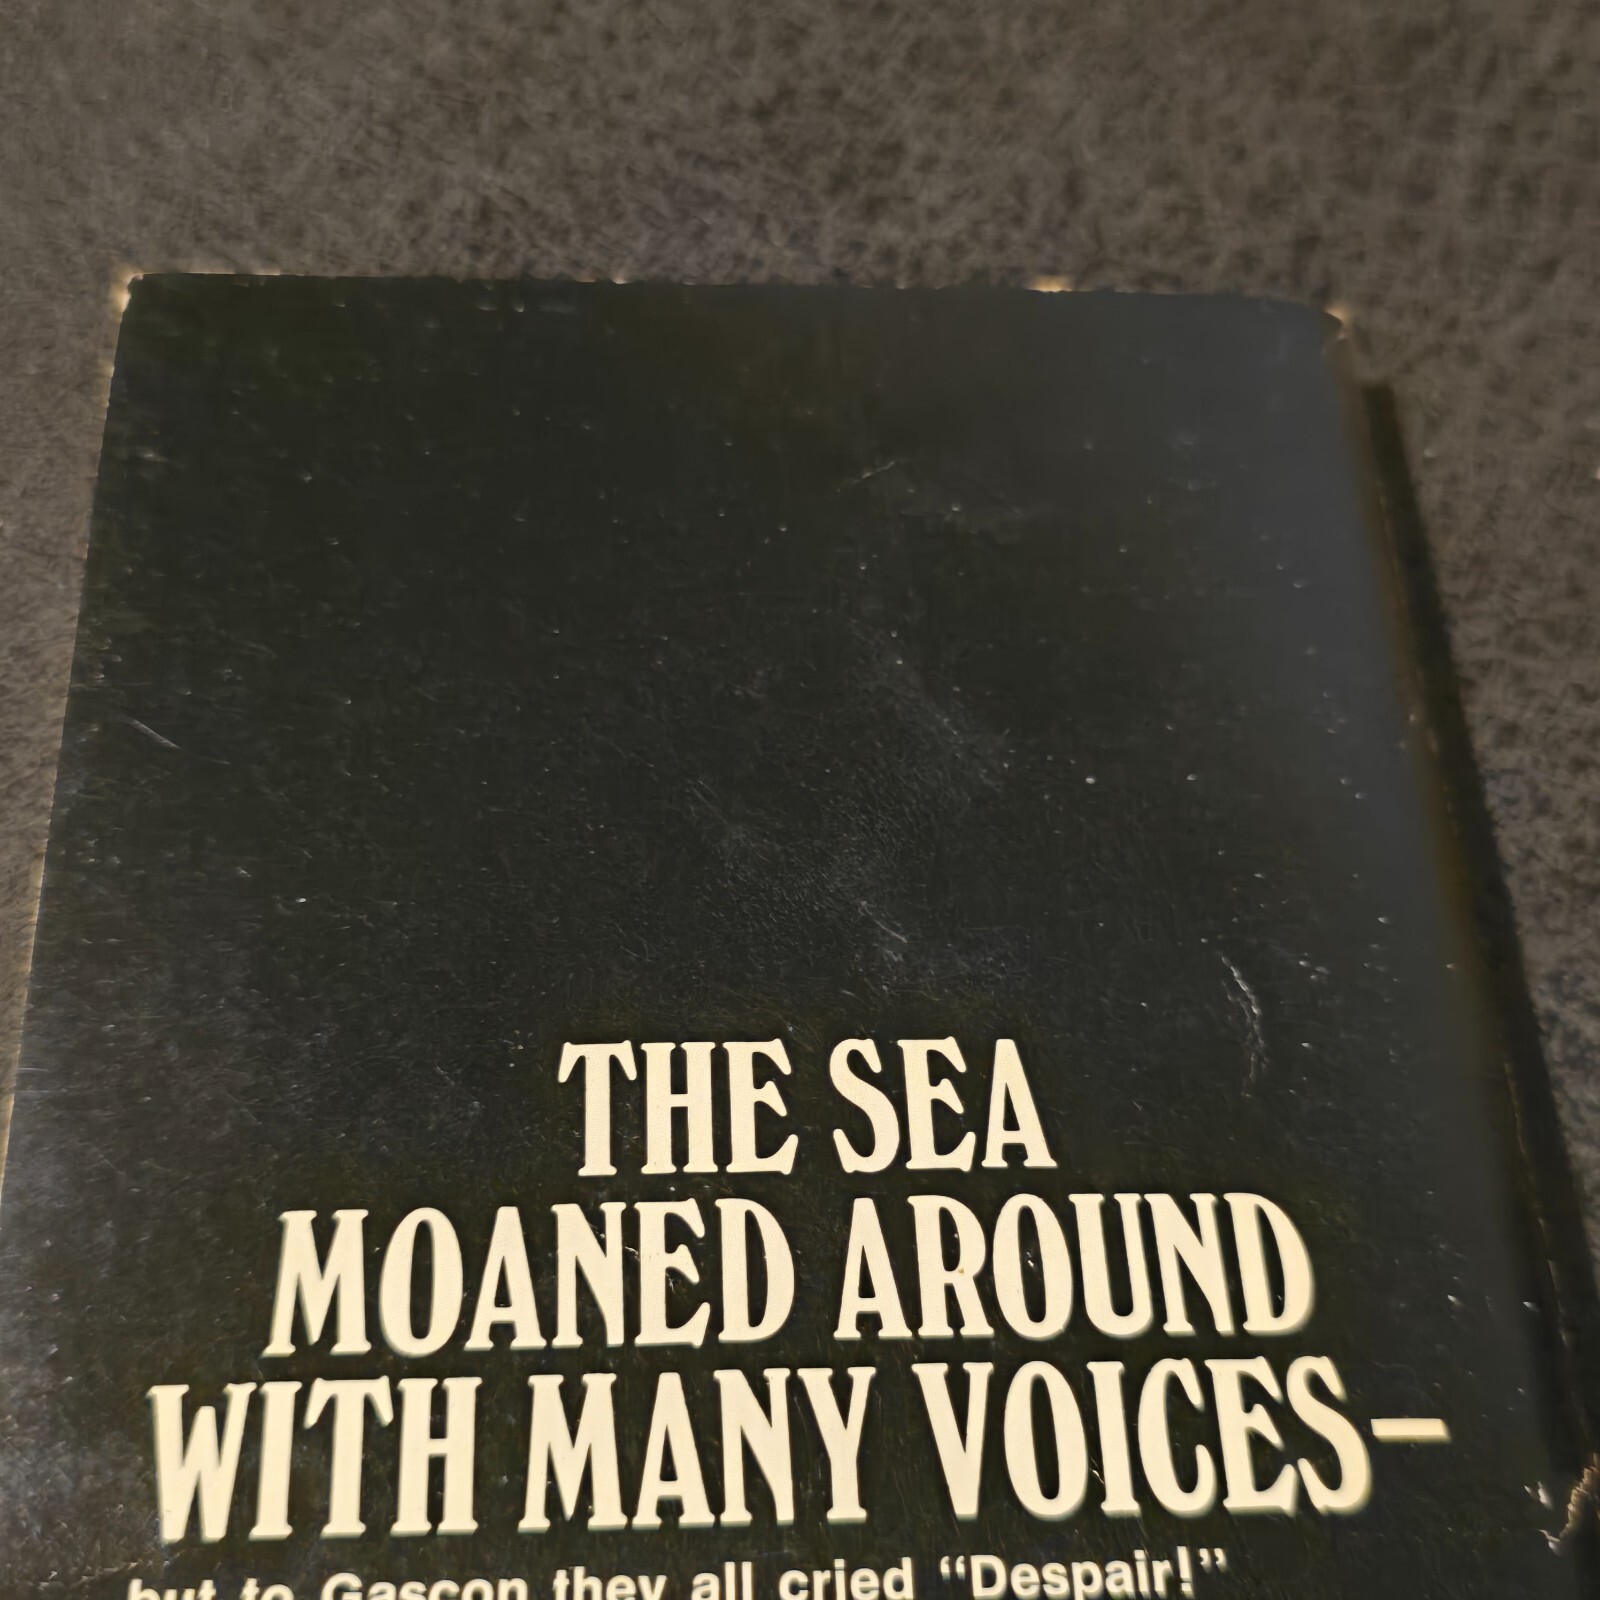 THE SEA
MOANED AROUND
WITH MANY VOICES—
but to Gascon they all cried “Despair!”